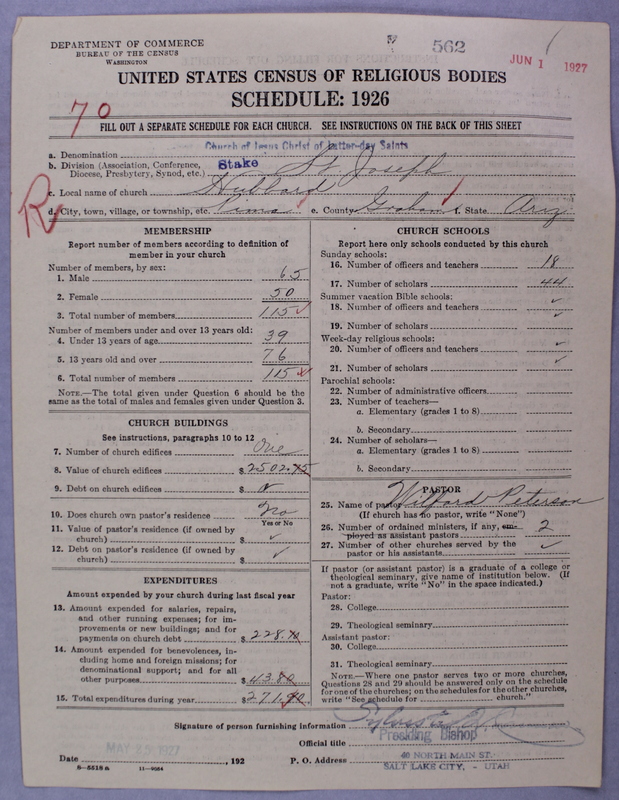 DEPARTMENT OF COMMERCE
BUREAU OF THE CENSUS
WASHINGTON
562
JUN 1 1927
UNITED STATES CENSUS OF RELIGIOUS BODIES
SCHEDULE: 1926
70
FILL OUT A SEPARATE SCHEDULE FOR EACH CHURCH. SEE INSTRUCTIONS ON THE BACK OF THIS SHEET
a. Denomination Church of Jesus Christ of Latter-day Saints
b. Division (Association, Conference, Diocese, Presbytery, Synod, etc.) Stake St Joseph
R
c. Local name of church Hubbard
d. City, town, village, or township, etc. Pima e. County Graham f. State Ariz
MEMBERSHIP
Report number of members according to definition of
member in your church
Number of members, by sex:
1. Male 65
2. Female 50
3. Total number of members 115 ✓
Number of members under and over 13 years old:
4. Under 13 years of age 39
5. 13 years old and over 76
6. Total number of members 115 ✓
NOTE.—The total given under Question 6 should be
same as the total of males and females given under Question 3.
CHURCH BUILDINGS
See instructions, paragraphs 10 to 12
7. Number of church edifices One
8. Value of church edifices $2502.45
9. Debt on church edifices $
10. Does church own pastor's residence No
Yes or No
11. Value of pastor's residence (if owned by
church) $ ✓
12. Debt on pastor's residence (if owned by
church) $ ✓
EXPENDITURES
Amount expended by your church during last fiscal year
13. Amount expended for salaries, repairs,
and other running expenses; for im-
provements or new buildings; and for
payments on church debt $ 228.
14. Amount expended for benevolences, in-
cluding home and foreign missions; for
denominational support; and for all
other purposes $ 43.80
15. Total expenditures during year $ 271.90
CHURCH SCHOOLS
Report here only schools conducted by this church
Sunday schools:
16. Number of officers and teachers 18
17. Number of scholars 44
Summer vacation Bible schools:
18. Number of officers and teachers ✓
19. Number of scholars ✓
Week-day religious schools:
20. Number of officers and teachers ✓
21. Number of scholars ✓
Parochial schools:
22. Number of administrative officers
23. Number of teachers—
a. Elementary (grades 1 to 8)
b. Secondary
24. Number of scholars—
a. Elementary (grades 1 to 8)
b. Secondary
PASTOR
25. Name of pastor Wilford Peterson
(If church has no pastor, write "None")
26. Number of ordained ministers, if any, em-
ployed as assistant pastors 2
27. Number of other churches served by the
pastor or his assistants ✓
If pastor (or assistant pastor) is a graduate of a college or
theological seminary, give name of institution below. (If
not a graduate, write "No" in the space indicated.)
Pastor:
28. College
29. Theological seminary
Assistant pastor:
30. College
31. Theological seminary
NOTE.—Where one pastor serves two or more churches,
Questions 28 and 29 should be answered only on the schedule
for one of the churches; on the schedules for the other churches,
write "See schedule for church."
Signature of person furnishing information
Official title Presiding Bishop
MAY 25 1927
Date , 192 P. O. Address 40 NORTH MAIN ST.
SALT LAKE CITY, - UTAH
8—5518 a 11—9984